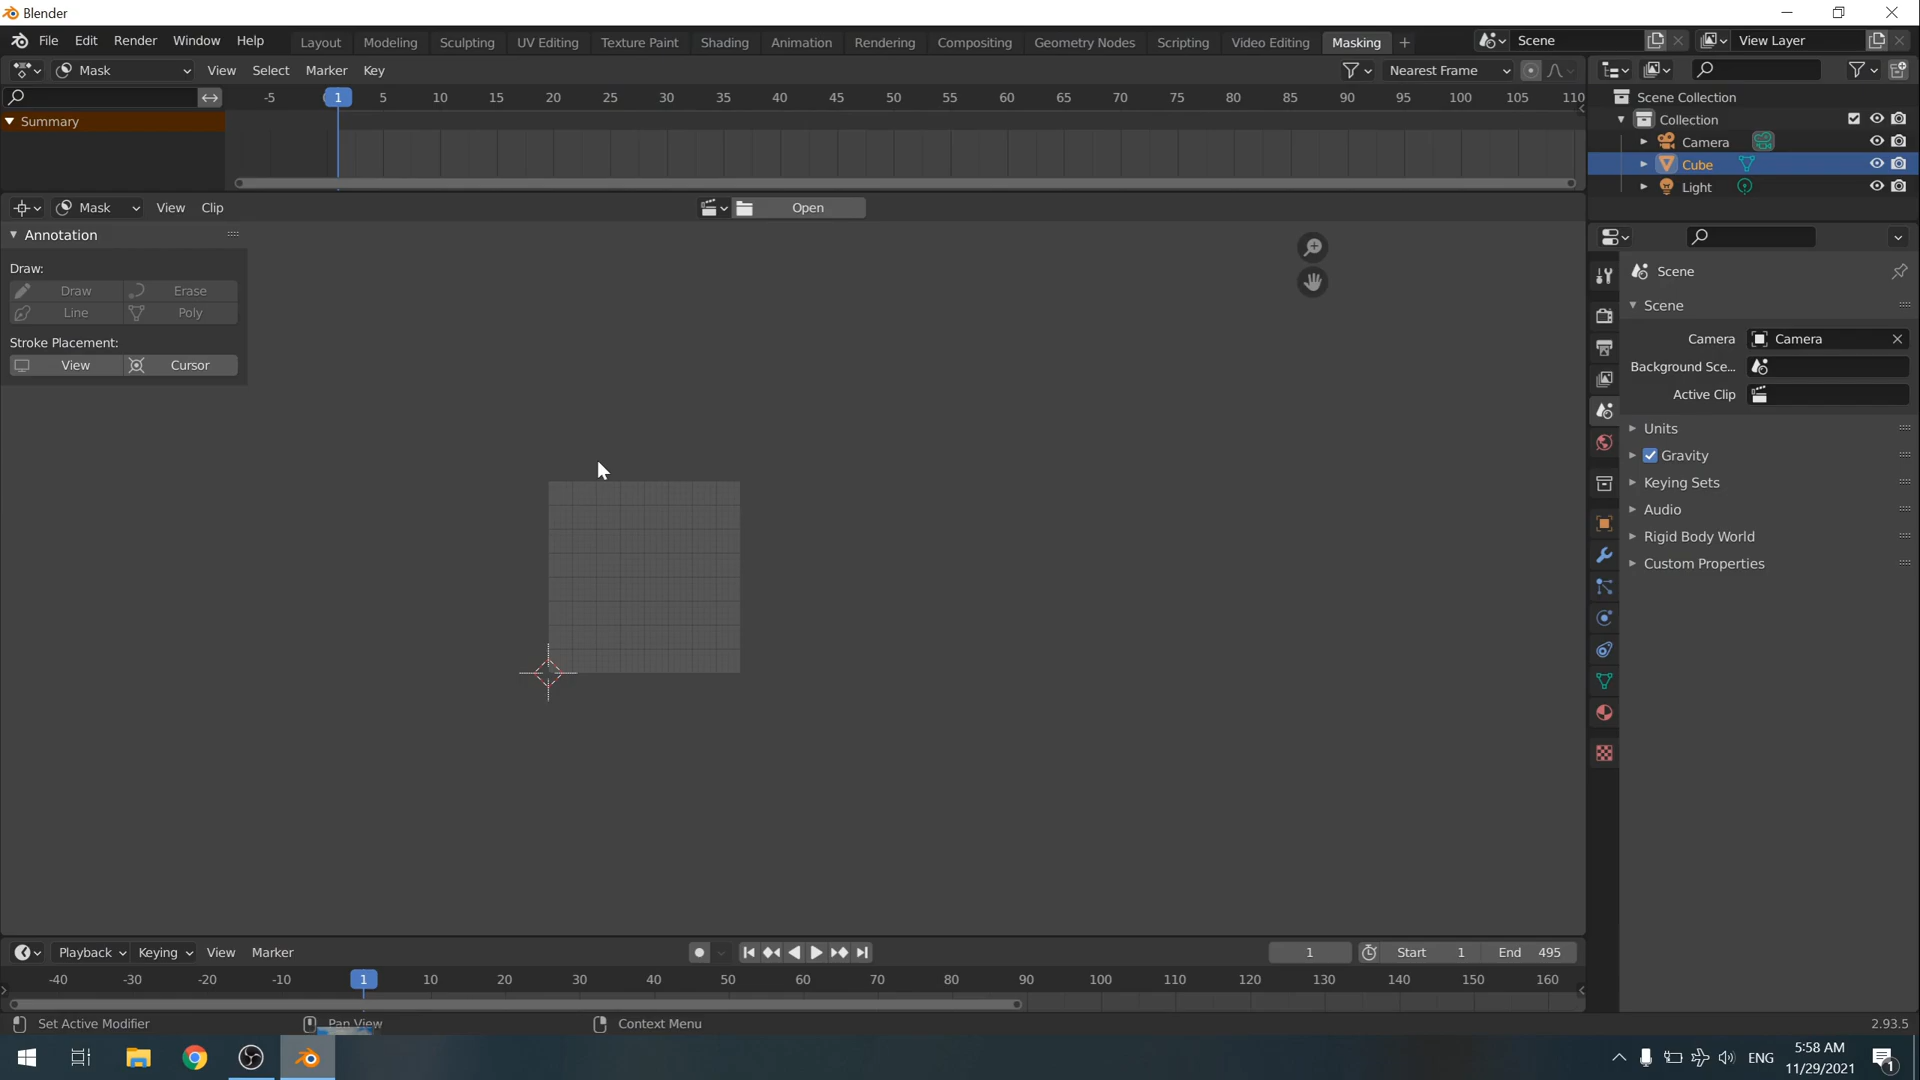 Blender
File Edit Render Window Help Layout Modeling Sculpting UV Editing Texture Paint Shading Animation Rendering Compositing Geometry Nodes Scripting Video Editing Masking + Scene View Layer
Mask View Select Marker Key Nearest Frame
-5 1 5 10 15 20 25 30 35 40 45 50 55 60 65 70 75 80 85 90 95 100 105 110
Summary
Mask View Clip Open
Annotation
Draw:
Draw Erase
Line Poly
Stroke Placement:
View Cursor
Scene Collection
Collection
Camera
Cube
Light
Scene
Scene
Camera Camera
Background Sce...
Active Clip
Units
Gravity
Keying Sets
Audio
Rigid Body World
Custom Properties
Playback Keying View Marker 1 Start 1 End 495
-40 -30 -20 -10 1 10 20 30 40 50 60 70 80 90 100 110 120 130 140 150 160
Set Active Modifier Pan View Context Menu 2.93.5
ENG 5:58 AM
11/29/2021 1